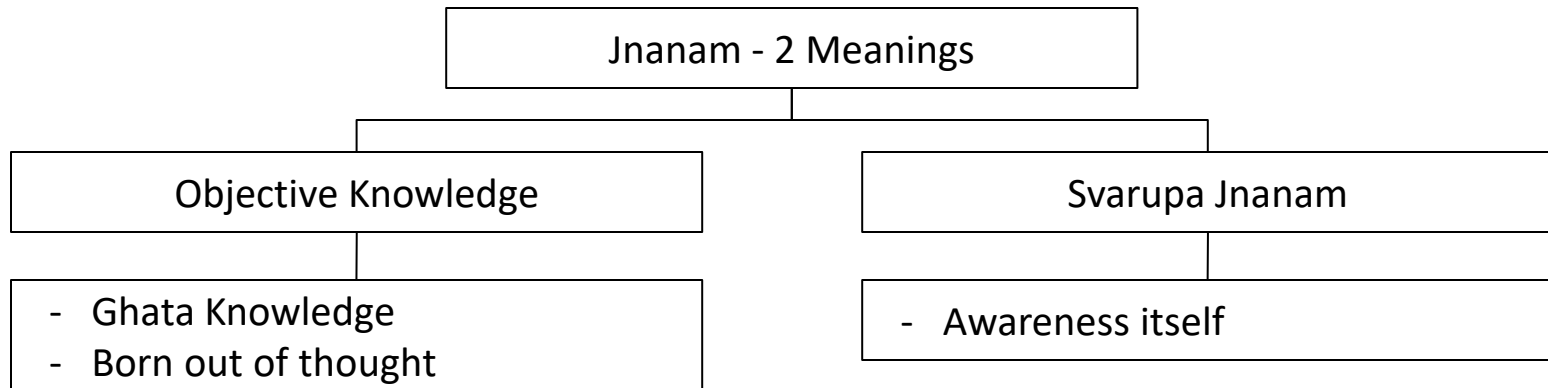 Jnanam - 2 Meanings
Objective Knowledge
- Ghata Knowledge
- Born out of thought
Svarupa Jnanam
- Awareness itself